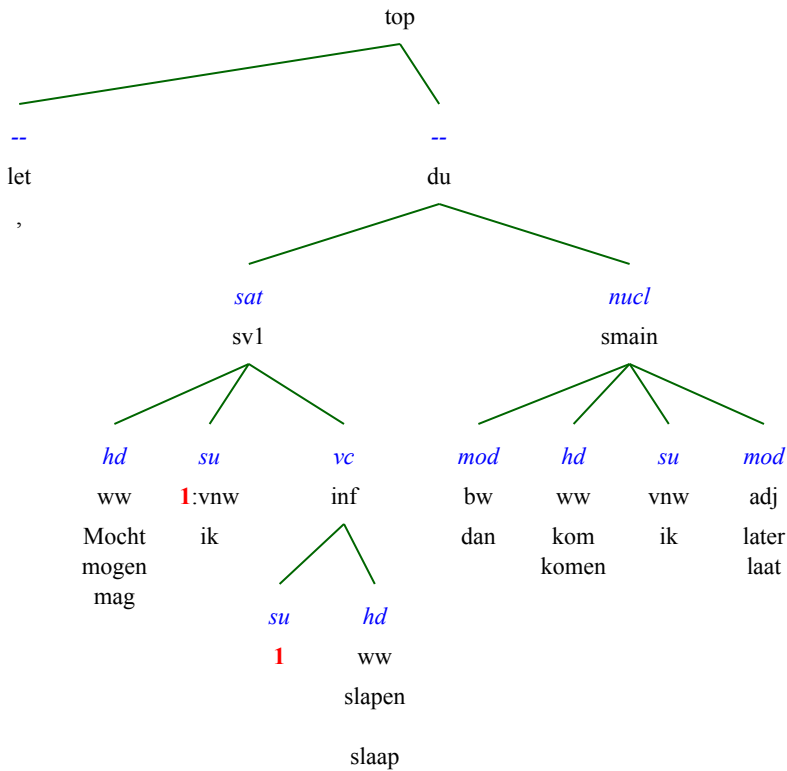 top
-- --
let du
,
sat nucl
sv1 smain
hd su vc mod hd su mod
ww 1:vnw inf bw ww vnw adj
Mocht ik dan kom ik later
mogen komen laat
mag
su hd
1 ww
slapen
slaap